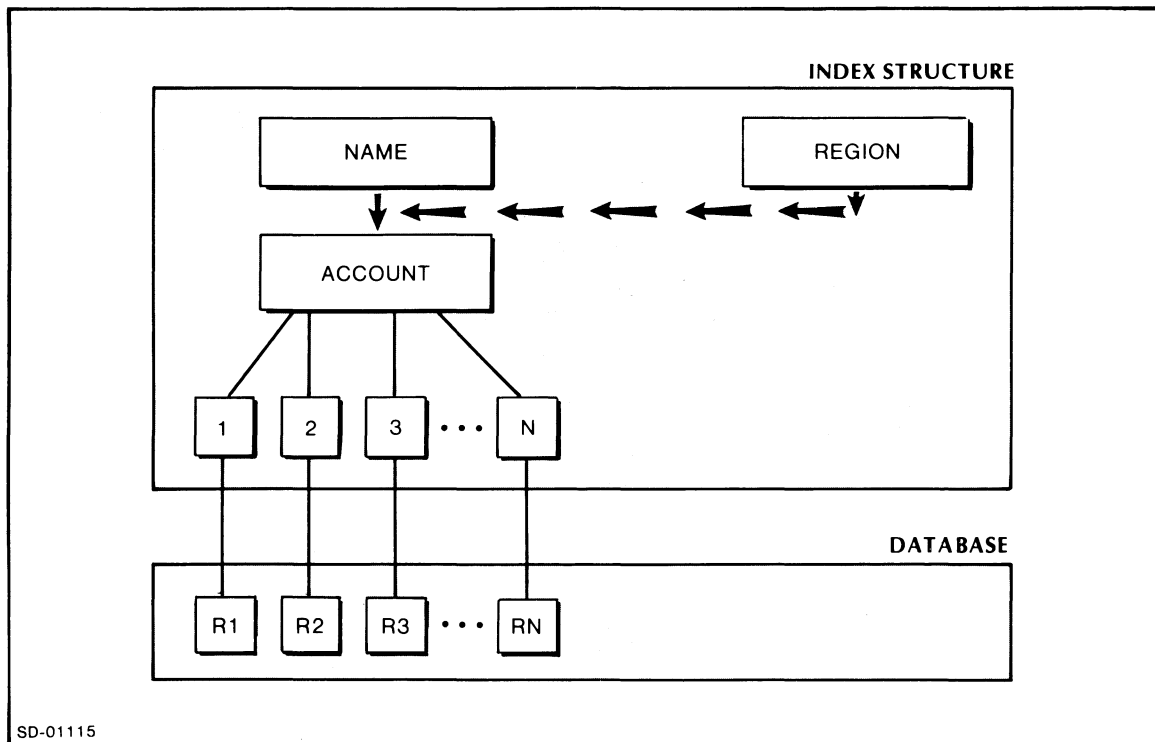 INDEX STRUCTURE
NAME
REGION
ACCOUNT
1 2 3 ... N
DATABASE
R1 R2 R3 ... RN
SD-01115